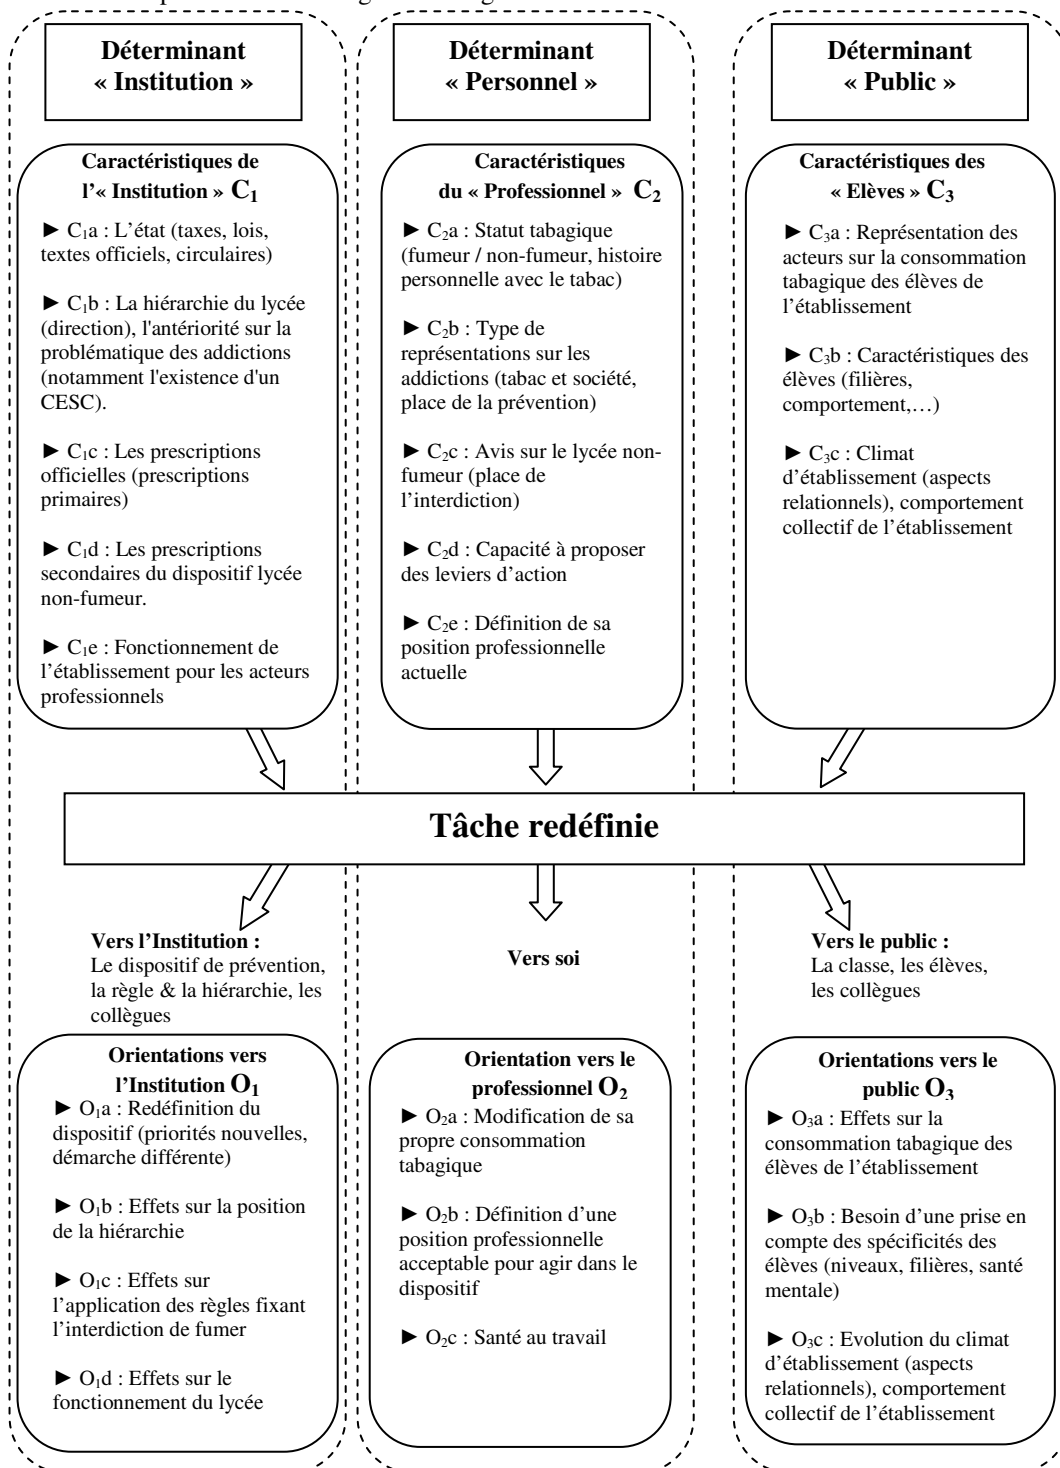 Déterminant
« Institution »
Déterminant
« Personnel »
Déterminant
« Public »
Caractéristiques de
l'« Institution » C₁
► C₁a : L'état (taxes, lois,
textes officiels, circulaires)
► C₁b : La hiérarchie du lycée
(direction), l'antériorité sur la
problématique des addictions
(notamment l'existence d'un
CESC).
► C₁c : Les prescriptions
officielles (prescriptions
primaires)
► C₁d : Les prescriptions
secondaires du dispositif lycée
non-fumeur.
► C₁e : Fonctionnement de
l'établissement pour les acteurs
professionnels
Caractéristiques
du « Professionnel » C₂
► C₂a : Statut tabagique
(fumeur / non-fumeur, histoire
personnelle avec le tabac)
► C₂b : Type de
représentations sur les
addictions (tabac et société,
place de la prévention)
► C₂c : Avis sur le lycée non-
fumeur (place de
l'interdiction)
► C₂d : Capacité à proposer
des leviers d'action
► C₂e : Définition de sa
position professionnelle
actuelle
Caractéristiques des
« Elèves » C₃
► C₃a : Représentation des
acteurs sur la consommation
tabagique des élèves de
l'établissement
► C₃b : Caractéristiques des
élèves (filières,
comportement,…)
► C₃c : Climat
d'établissement (aspects
relationnels), comportement
collectif de l'établissement
Tâche redéfinie
Vers l'Institution :
Le dispositif de prévention,
la règle & la hiérarchie, les
collègues
Vers soi
Vers le public :
La classe, les élèves,
les collègues
Orientations vers
l'Institution O₁
► O₁a : Redéfinition du
dispositif (priorités nouvelles,
démarche différente)
► O₁b : Effets sur la position
de la hiérarchie
► O₁c : Effets sur
l'application des règles fixant
l'interdiction de fumer
► O₁d : Effets sur le
fonctionnement du lycée
Orientation vers le
professionnel O₂
► O₂a : Modification de sa
propre consommation
tabagique
► O₂b : Définition d'une
position professionnelle
acceptable pour agir dans le
dispositif
► O₂c : Santé au travail
Orientations vers le
public O₃
► O₃a : Effets sur la
consommation tabagique des
élèves de l'établissement
► O₃b : Besoin d'une prise en
compte des spécificités des
élèves (niveaux, filières, santé
mentale)
► O₃c : Evolution du climat
d'établissement (aspects
relationnels), comportement
collectif de l'établissement